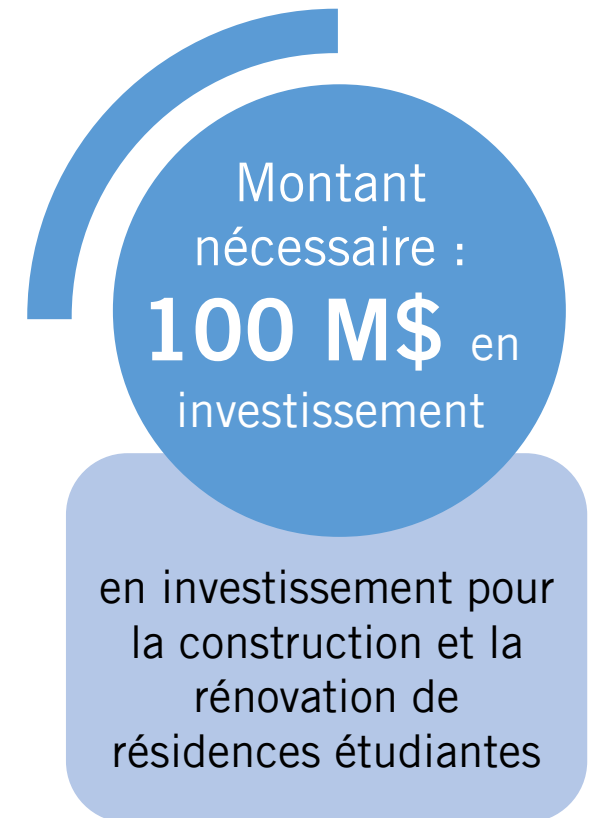 Montant
nécessaire :
100 M$ en
investissement
en investissement pour
la construction et la
rénovation de
résidences étudiantes